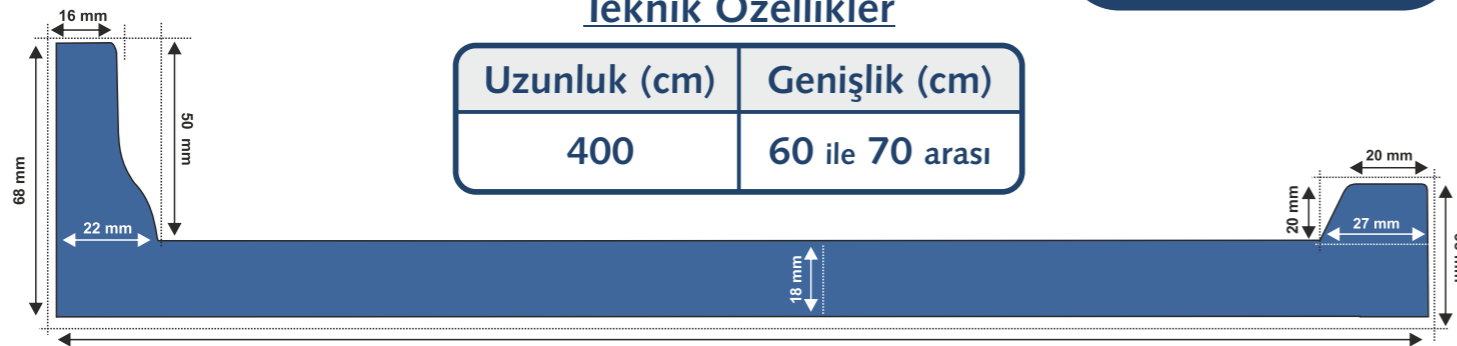 Teknik Özellikler
16 mm
Uzunluk (cm) Genişlik (cm)
400 60 ile 70 arası
50 mm
68 mm
22 mm
18 mm
20 mm
20 mm
27 mm